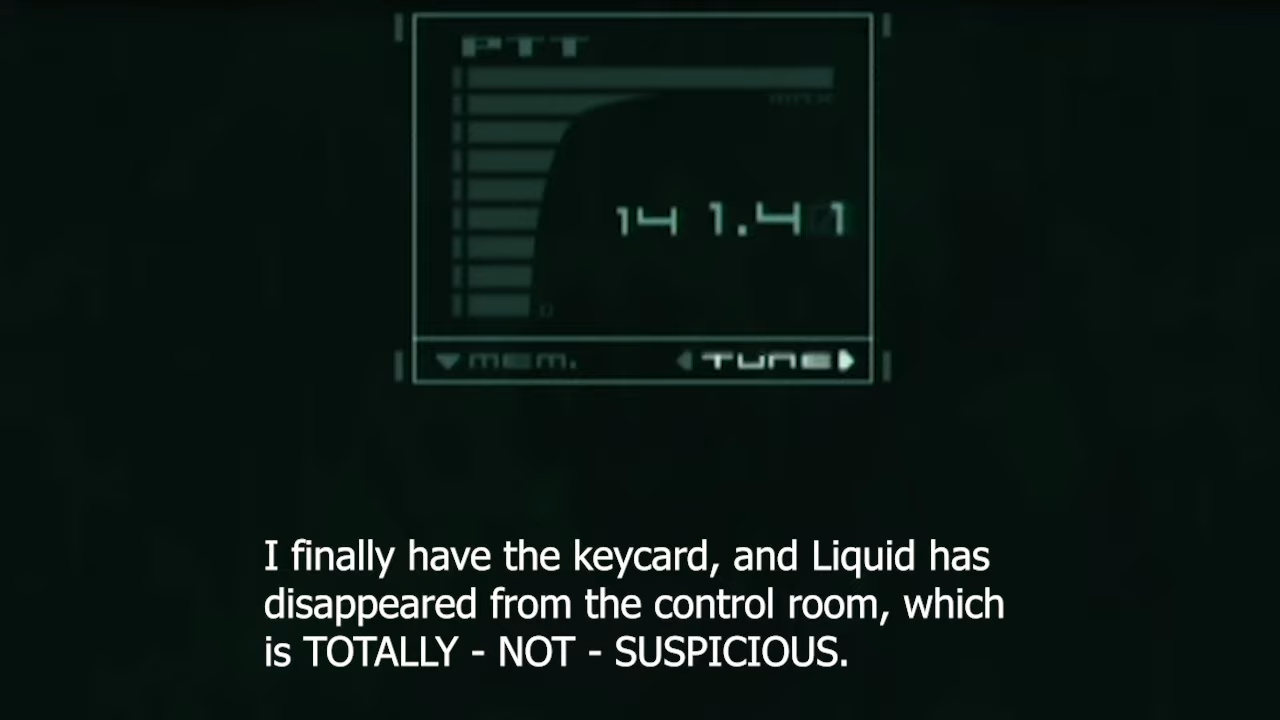 PTT
141.41
MEM. TUNE
I finally have the keycard, and Liquid has
disappeared from the control room, which
is TOTALLY - NOT - SUSPICIOUS.